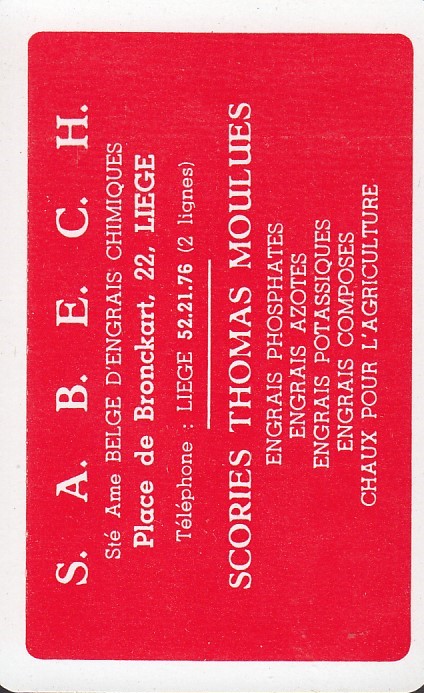 S. A. B. E. C. H.
Sté Ame BELGE D'ENGRAIS CHIMIQUES
Place de Bronckart, 22, LIEGE
Téléphone : LIEGE 52.21.76 (2 lignes)
SCORIES THOMAS MOULUES
ENGRAIS PHOSPHATES
ENGRAIS AZOTES
ENGRAIS POTASSIQUES
ENGRAIS COMPOSES
CHAUX POUR L'AGRICULTURE